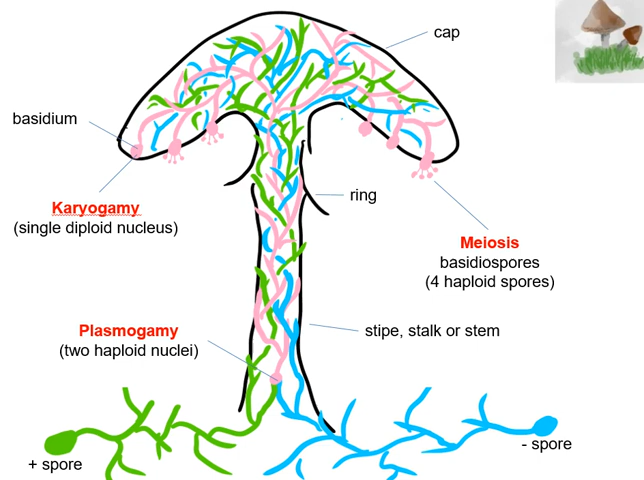 cap
basidium
Karyogamy
(single diploid nucleus)
ring
Meiosis
basidiospores
(4 haploid spores)
Plasmogamy
(two haploid nuclei)
stipe, stalk or stem
- spore
+ spore